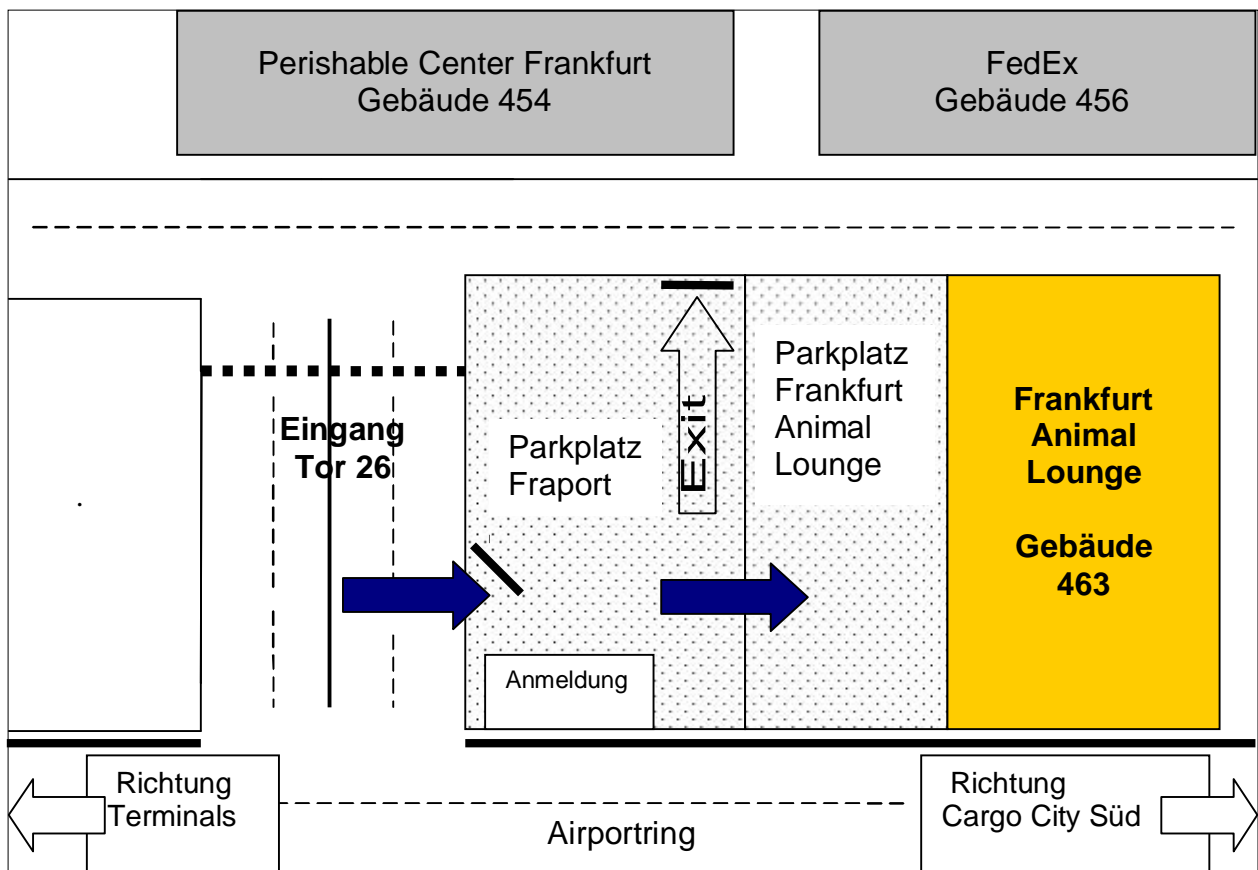 Perishable Center Frankfurt
Gebäude 454
FedEx
Gebäude 456
Eingang
Tor 26
Parkplatz
Fraport
Exit
Parkplatz
Frankfurt
Animal
Lounge
Frankfurt
Animal
Lounge
Gebäude
463
Anmeldung
Richtung
Terminals
Airportring
Richtung
Cargo City Süd